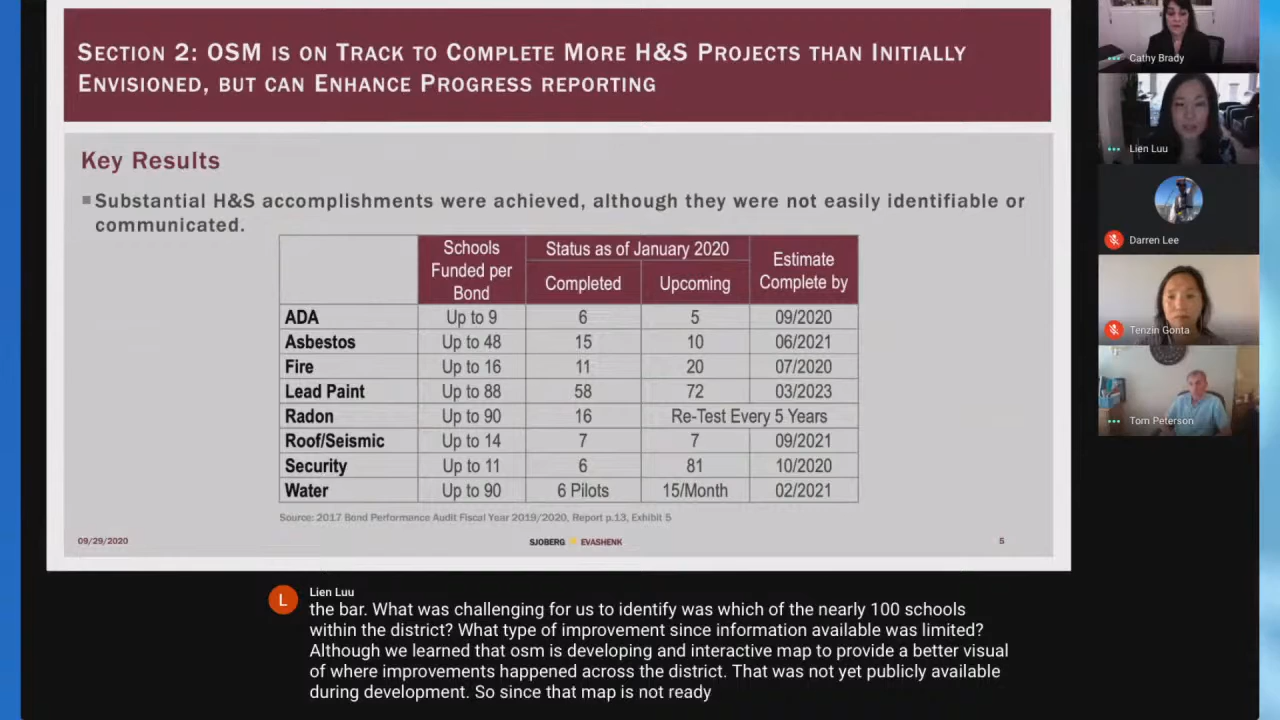 SECTION 2: OSM IS ON TRACK TO COMPLETE MORE H&S PROJECTS THAN INITIALLY
ENVISIONED, BUT CAN ENHANCE PROGRESS REPORTING
Key Results
Substantial H&S accomplishments were achieved, although they were not easily identifiable or
communicated.
Schools Funded per Bond | Status as of January 2020 | Estimate Complete by
Completed | Upcoming
ADA | Up to 9 | 6 | 5 | 09/2020
Asbestos | Up to 48 | 15 | 10 | 06/2021
Fire | Up to 16 | 11 | 20 | 07/2020
Lead Paint | Up to 88 | 58 | 72 | 03/2023
Radon | Up to 90 | 16 | Re-Test Every 5 Years
Roof/Seismic | Up to 14 | 7 | 7 | 09/2021
Security | Up to 11 | 6 | 81 | 10/2020
Water | Up to 90 | 6 Pilots | 15/Month | 02/2021
Source: 2017 Bond Performance Audit Fiscal Year 2019/2020, Report p.13, Exhibit 5
09/29/2020
SJOBERG EVASHENK
5
Cathy Brady
Lien Luu
Darren Lee
Tenzin Gonta
Tom Peterson
L
Lien Luu
the bar. What was challenging for us to identify was which of the nearly 100 schools
within the district? What type of improvement since information available was limited?
Although we learned that osm is developing and interactive map to provide a better visual
of where improvements happened across the district. That was not yet publicly available
during development. So since that map is not ready